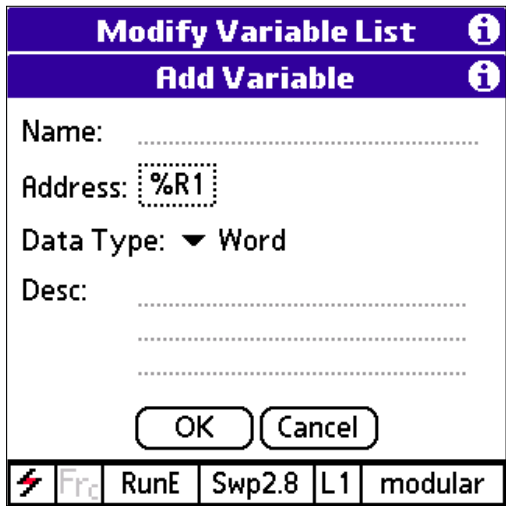 Modify Variable List
Add Variable
Name:
Address: %R1
Data Type: Word
Desc:
OK Cancel
Frc RunE Swp2.8 L1 modular